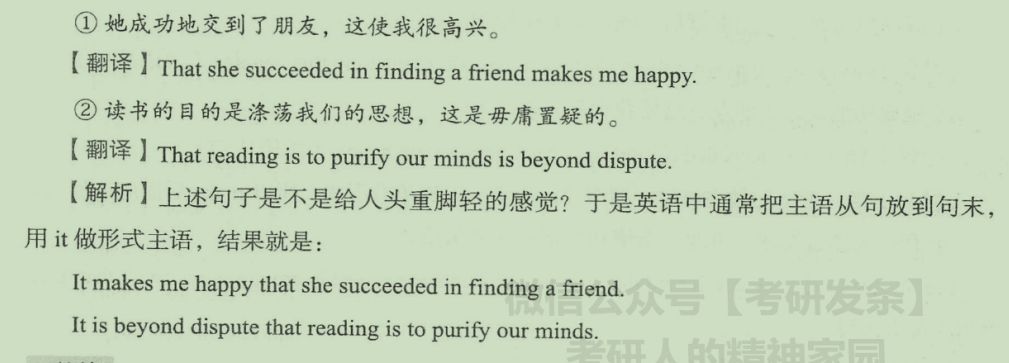 ① 她成功地交到了朋友，这使我很高兴。
【翻译】That she succeeded in finding a friend makes me happy.
② 读书的目的是涤荡我们的思想，这是毋庸置疑的。
【翻译】That reading is to purify our minds is beyond dispute.
【解析】上述句子是不是给人头重脚轻的感觉？于是英语中通常把主语从句放到句末，
用 it 做形式主语，结果就是：
It makes me happy that she succeeded in finding a friend.
微信公众号【考研发条】
It is beyond dispute that reading is to purify our minds.
考研人的精神家园